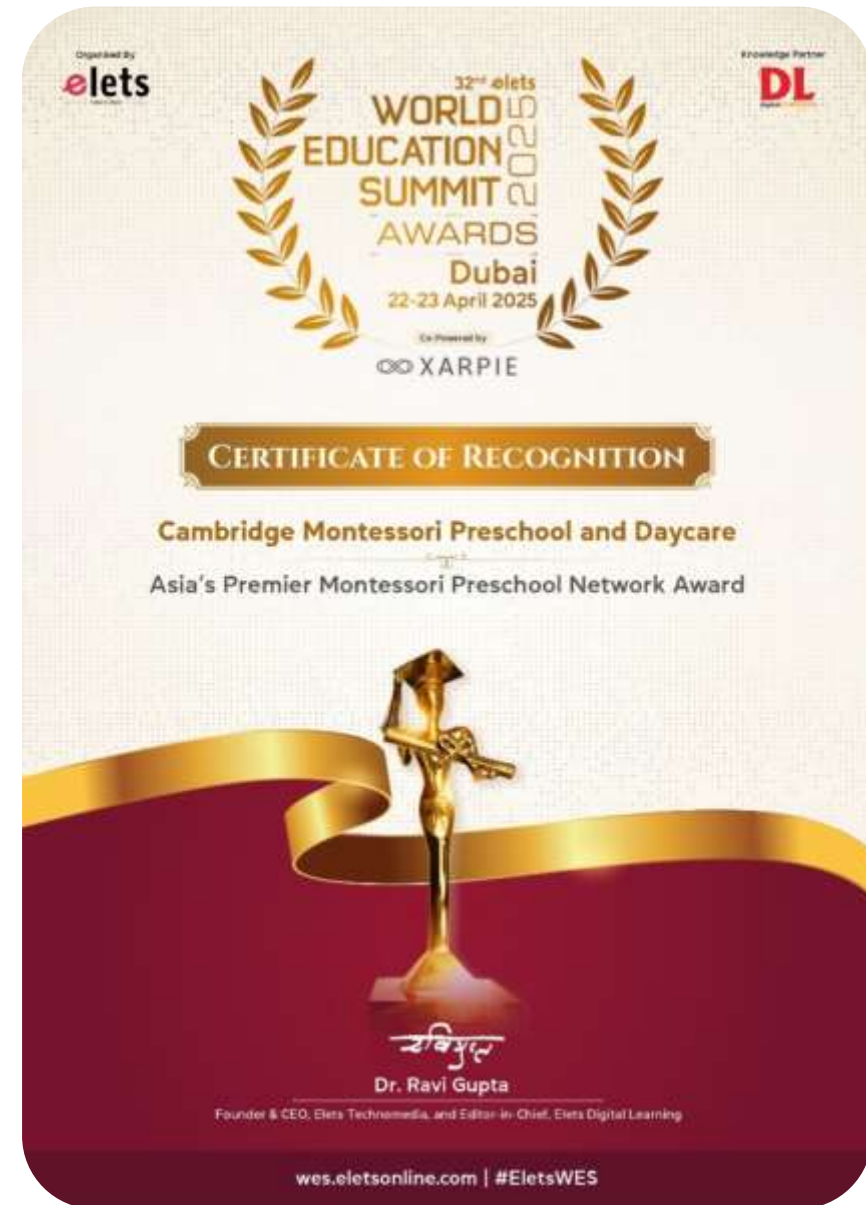 Organised By
elets
Knowledge Partner
DL
32nd elets
WORLD
EDUCATION
SUMMIT
2025
AWARDS
Dubai
22-23 April 2025
Co-Powered by
XARPIE
CERTIFICATE OF RECOGNITION
Cambridge Montessori Preschool and Daycare
Asia's Premier Montessori Preschool Network Award
रविगुप्त
Dr. Ravi Gupta
Founder & CEO, Elets Technomedia, and Editor-in-Chief, Elets Digital Learning
wes.eletsonline.com | #EletsWES